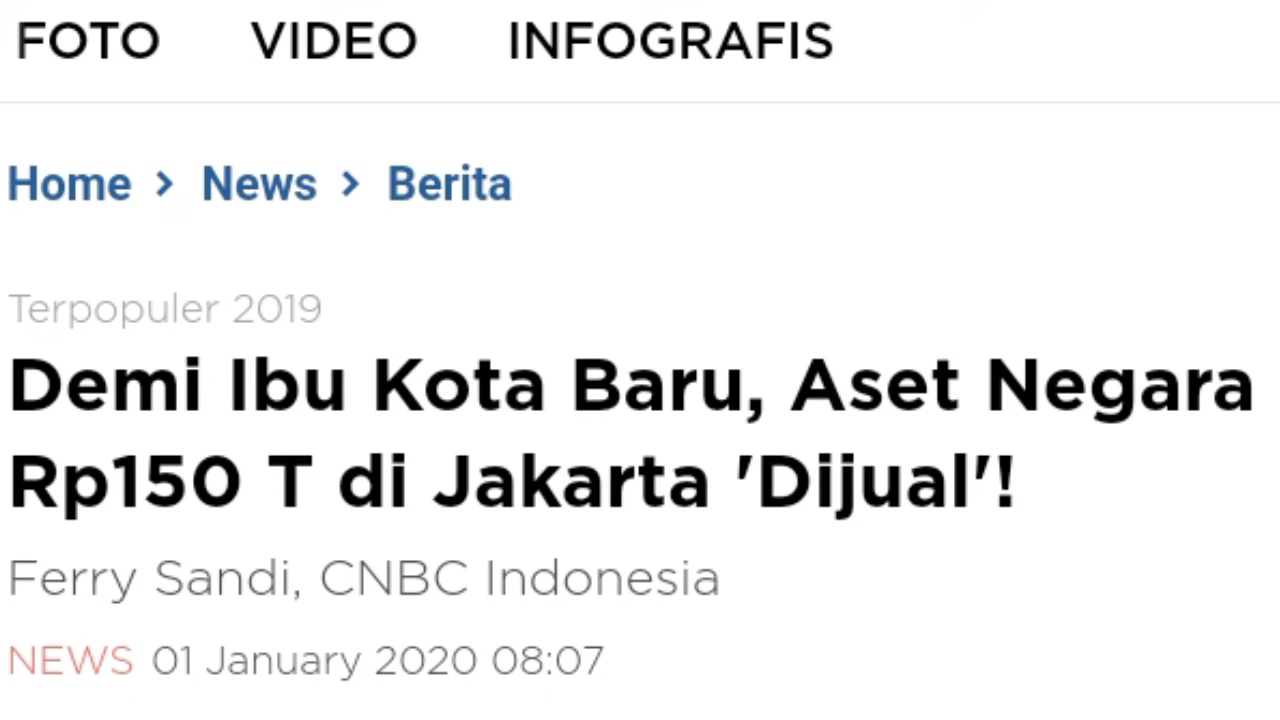 FOTO VIDEO INFOGRAFIS
Home > News > Berita
Terpopuler 2019
Demi Ibu Kota Baru, Aset Negara
Rp150 T di Jakarta 'Dijual'!
Ferry Sandi, CNBC Indonesia
NEWS 01 January 2020 08:07